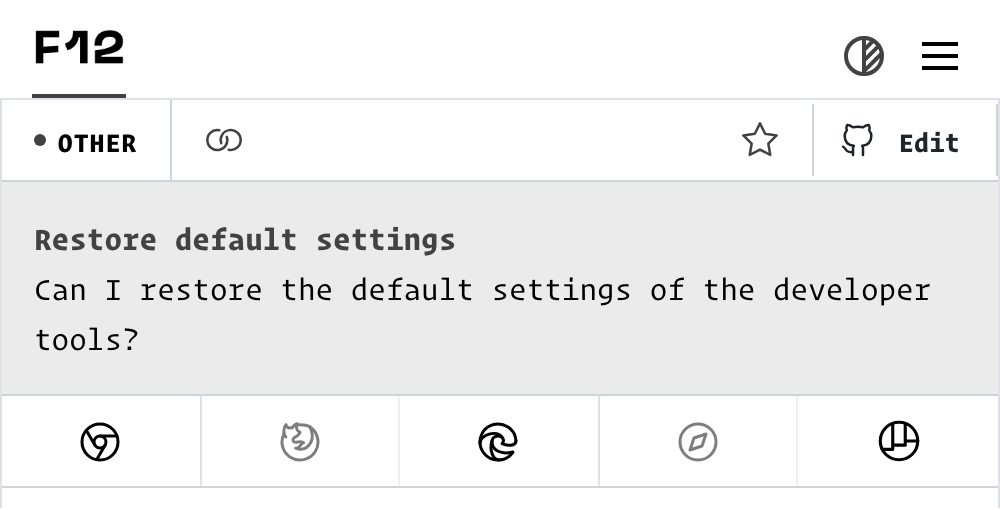 F12
OTHER
Edit
Restore default settings
Can I restore the default settings of the developer
tools?